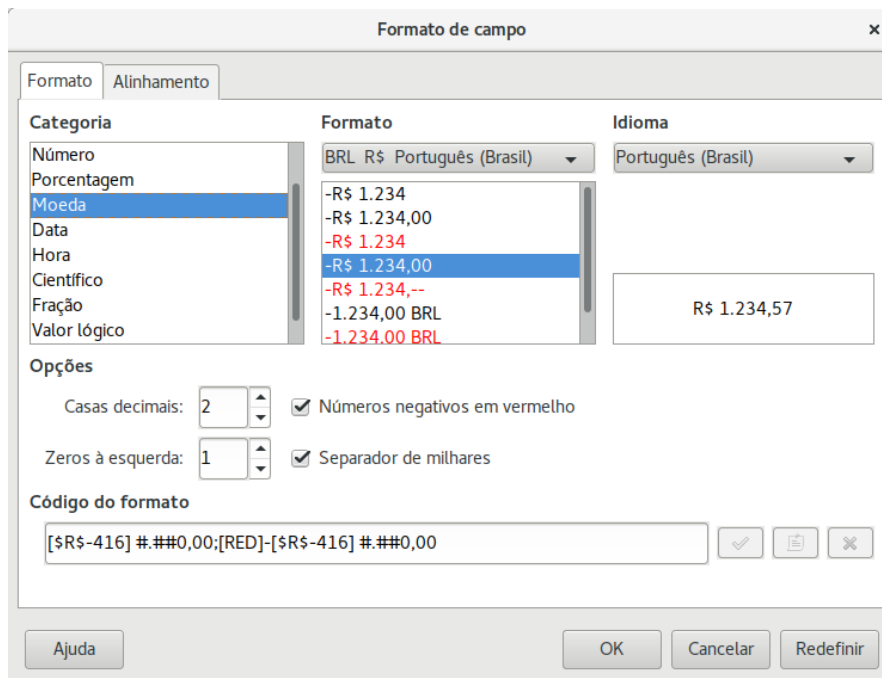 Formato de campo
Formato Alinhamento
Categoria
Número
Porcentagem
Moeda
Data
Hora
Científico
Fração
Valor lógico
Formato
BRL R$ Português (Brasil)
-R$ 1.234
-R$ 1.234,00
-R$ 1.234
-R$ 1.234,00
-R$ 1.234,--
-1.234,00 BRL
-1.234,00 BRL
Idioma
Português (Brasil)
R$ 1.234,57
Opções
Casas decimais: 2
Números negativos em vermelho
Zeros à esquerda: 1
Separador de milhares
Código do formato
[$R$-416] #.##0,00;[RED]-[$R$-416] #.##0,00
Ajuda OK Cancelar Redefinir